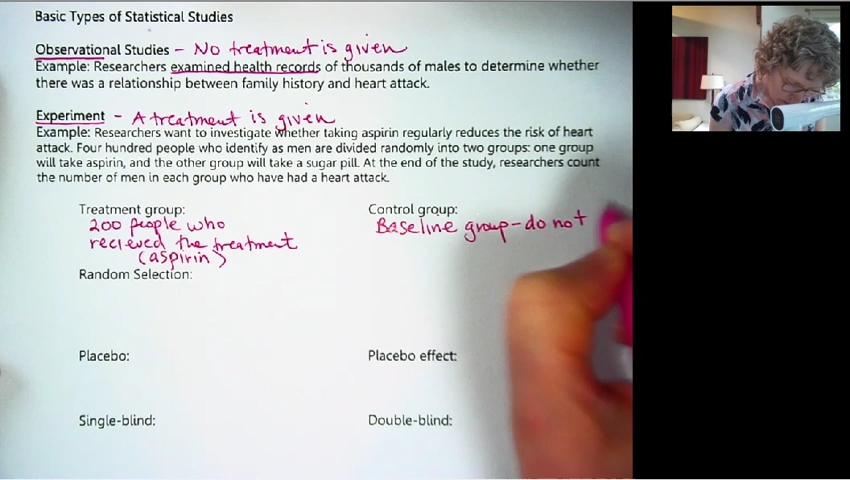 Basic Types of Statistical Studies
Observational Studies - No treatment is given
Example: Researchers examined health records of thousands of males to determine whether
there was a relationship between family history and heart attack.
Experiment - A treatment is given
Example: Researchers want to investigate whether taking aspirin regularly reduces the risk of heart
attack. Four hundred people who identify as men are divided randomly into two groups: one group
will take aspirin, and the other group will take a sugar pill. At the end of the study, researchers count
the number of men in each group who have had a heart attack.
Treatment group:
200 people who
recieved the treatment
(aspirin)
Control group:
Baseline group - do not
Random Selection:
Placebo:
Placebo effect:
Single-blind:
Double-blind: